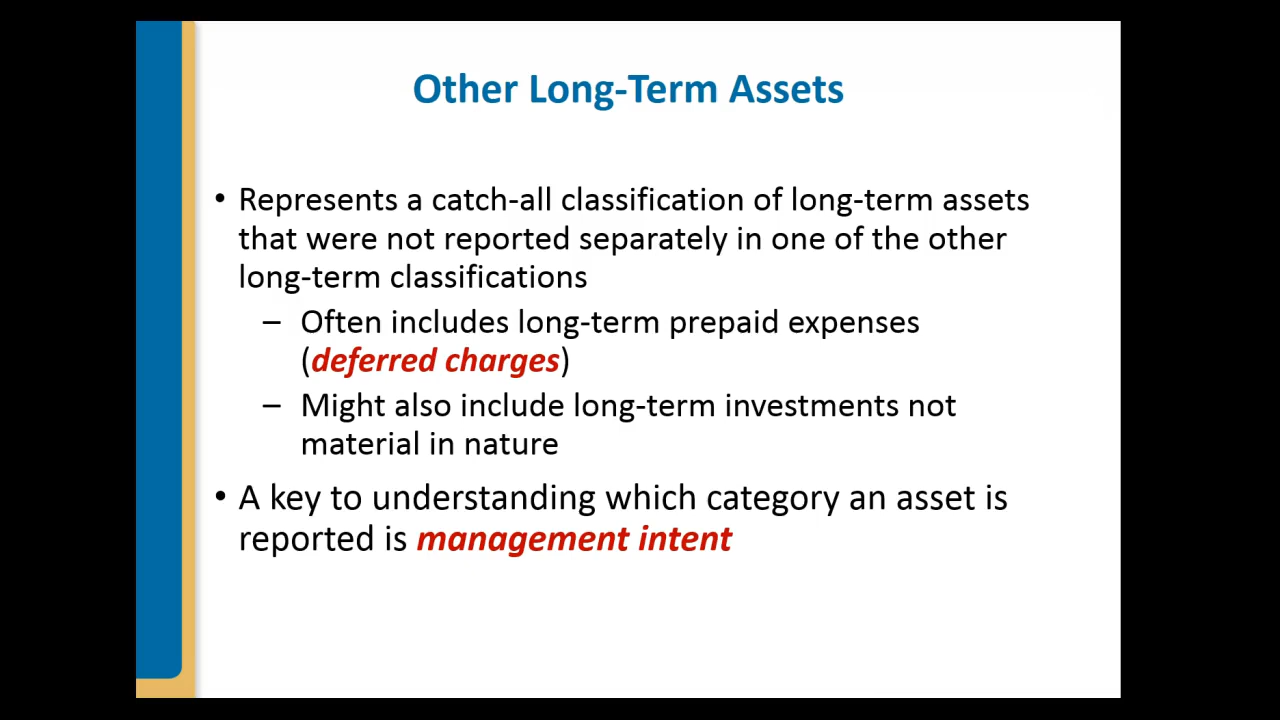 Other Long-Term Assets
• Represents a catch-all classification of long-term assets
that were not reported separately in one of the other
long-term classifications
– Often includes long-term prepaid expenses
(deferred charges)
– Might also include long-term investments not
material in nature
• A key to understanding which category an asset is
reported is management intent